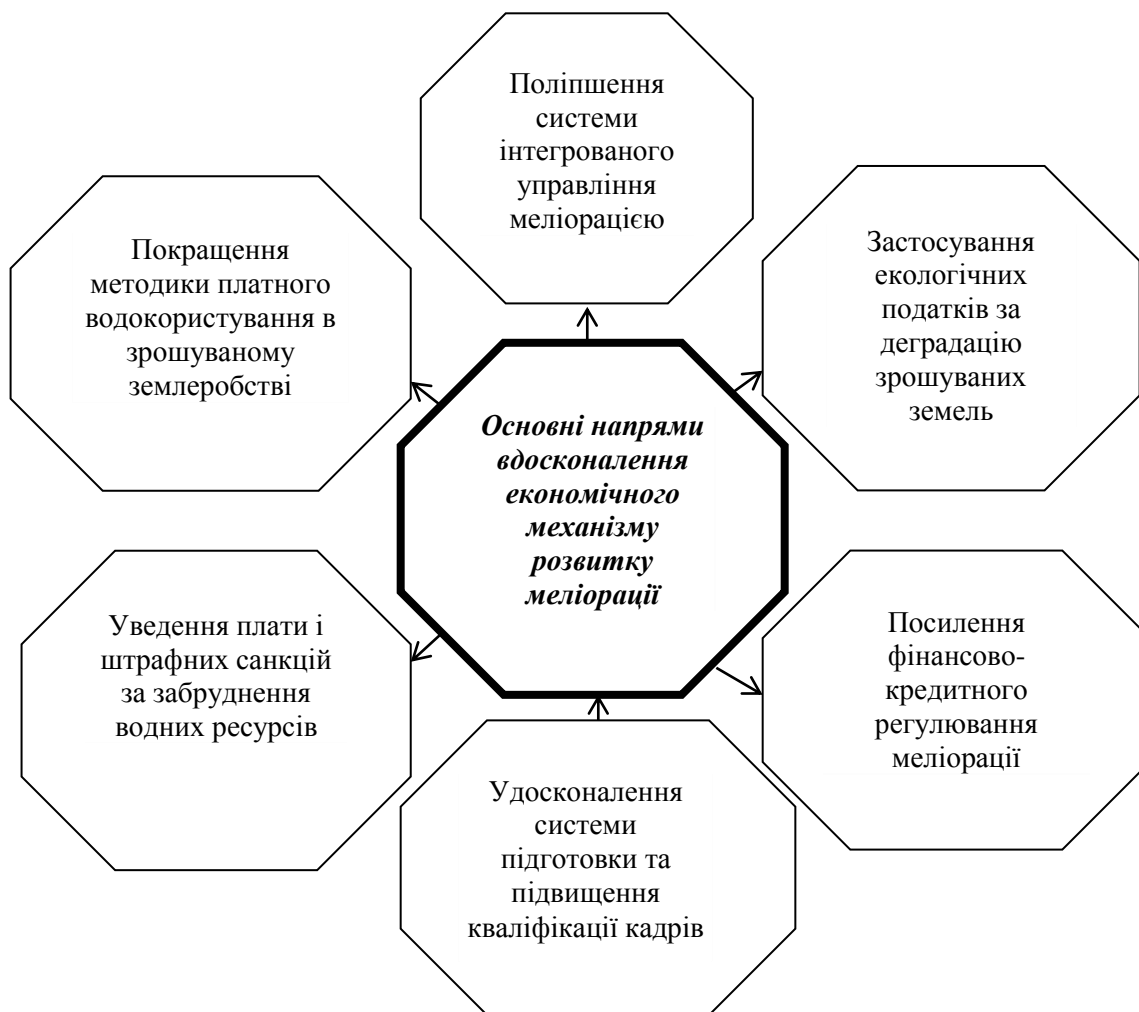 Поліпшення
системи
інтегрованого
управління
меліорацією
Покращення
методики платного
водокористування в
зрошуваному
землеробстві
Застосування
екологічних
податків за
деградацію
зрошуваних
земель
Основні напрями
вдосконалення
економічного
механізму
розвитку
меліорації
Уведення плати і
штрафних санкцій
за забруднення
водних ресурсів
Посилення
фінансово-
кредитного
регулювання
меліорації
Удосконалення
системи
підготовки та
підвищення
кваліфікації кадрів